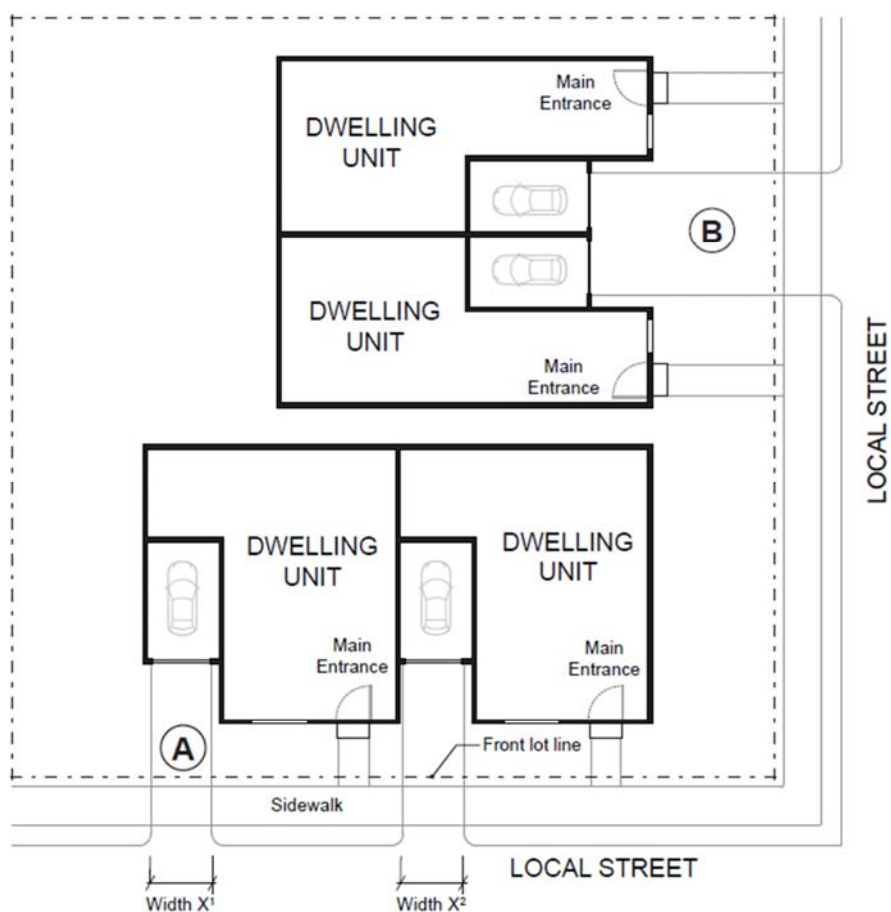 Main
Entrance
DWELLING
UNIT
B
DWELLING
UNIT
Main
Entrance
LOCAL STREET
DWELLING
UNIT
DWELLING
UNIT
Main
Entrance
Main
Entrance
A
Front lot line
Sidewalk
LOCAL STREET
Width X¹
Width X²